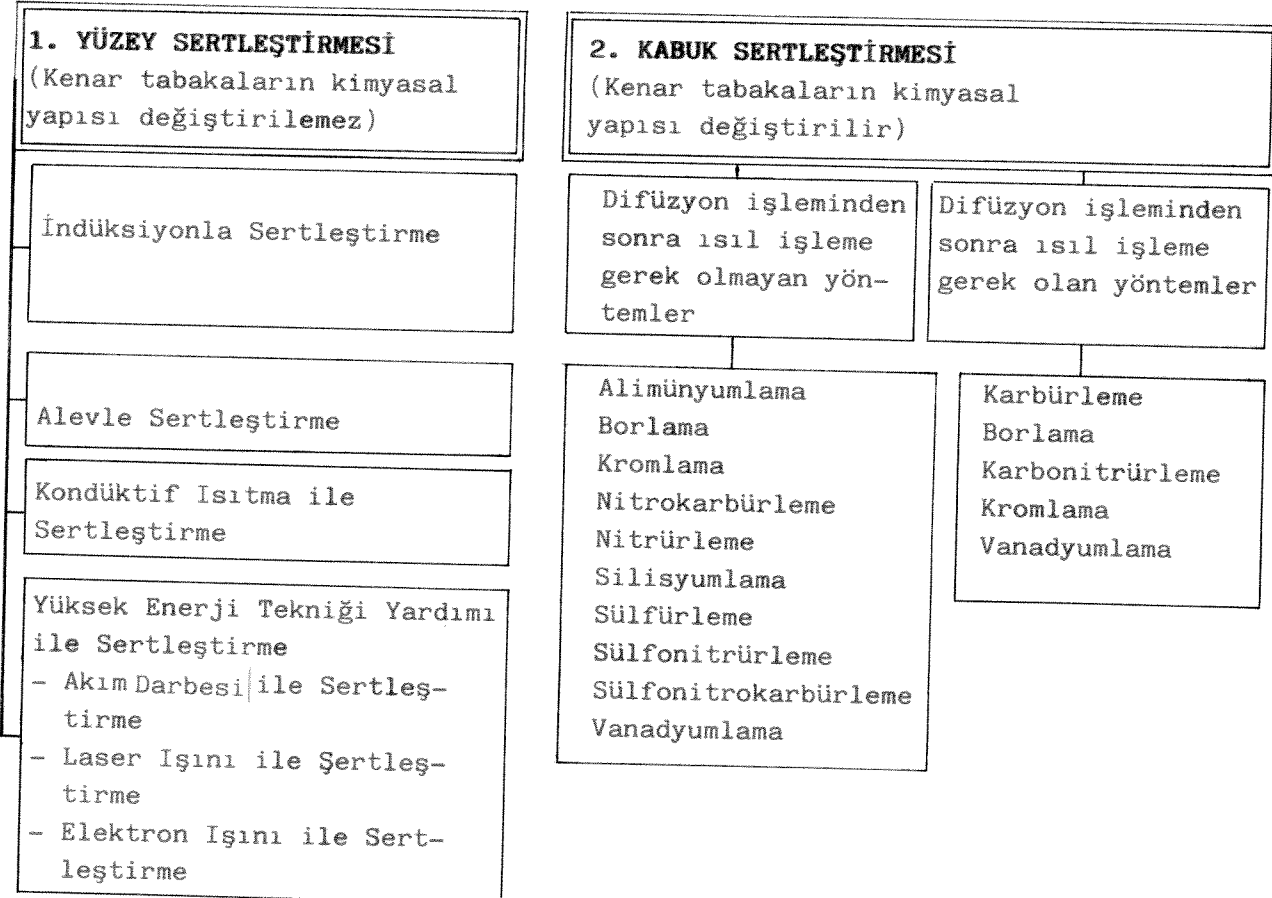 1. YÜZEY SERTLEŞTİRMESİ
(Kenar tabakaların kimyasal
yapısı değiştirilemez)
İndüksiyonla Sertleştirme
Alevle Sertleştirme
Kondüktif Isıtma ile
Sertleştirme
Yüksek Enerji Tekniği Yardımı
ile Sertleştirme
- Akım Darbesi ile Sertleş-
tirme
- Laser Işını ile Şertleş-
tirme
- Elektron Işını ile Sert-
leştirme
2. KABUK SERTLEŞTİRMESİ
(Kenar tabakaların kimyasal
yapısı değiştirilir)
Difüzyon işleminden
sonra ısıl işleme
gerek olmayan yön-
temler
Alimünyumlama
Borlama
Kromlama
Nitrokarbürleme
Nitrürleme
Silisyumlama
Sülfürleme
Sülfonitrürleme
Sülfonitrokarbürleme
Vanadyumlama
Difüzyon işleminden
sonra ısıl işleme
gerek olan yöntemler
Karbürleme
Borlama
Karbonitrürleme
Kromlama
Vanadyumlama